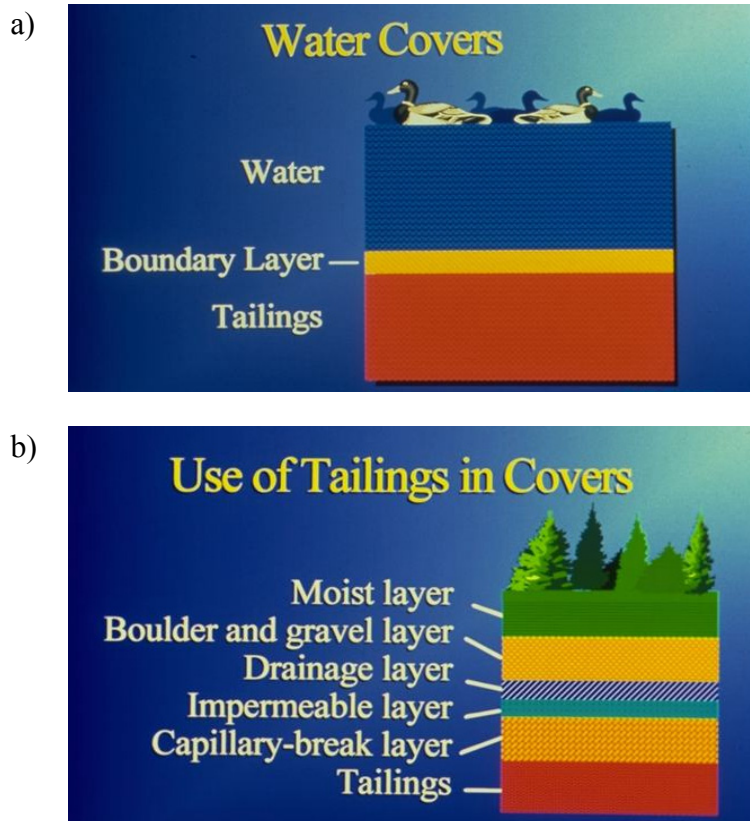 a)
Water Covers
Water
Boundary Layer
Tailings
b)
Use of Tailings in Covers
Moist layer
Boulder and gravel layer
Drainage layer
Impermeable layer
Capillary-break layer
Tailings